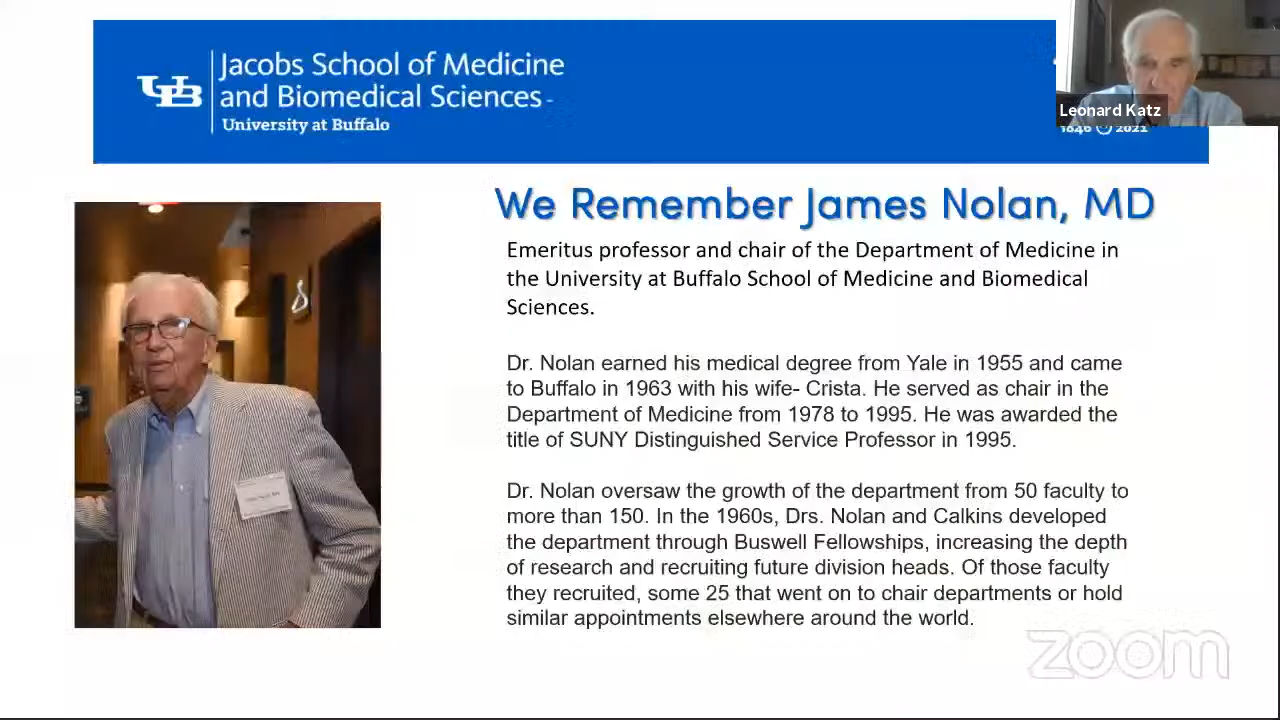 Jacobs School of Medicine
and Biomedical Sciences
University at Buffalo
UB
Leonard Katz
1846 2021
We Remember James Nolan, MD
Emeritus professor and chair of the Department of Medicine in
the University at Buffalo School of Medicine and Biomedical
Sciences.
Dr. Nolan earned his medical degree from Yale in 1955 and came
to Buffalo in 1963 with his wife- Crista. He served as chair in the
Department of Medicine from 1978 to 1995. He was awarded the
title of SUNY Distinguished Service Professor in 1995.
Dr. Nolan oversaw the growth of the department from 50 faculty to
more than 150. In the 1960s, Drs. Nolan and Calkins developed
the department through Buswell Fellowships, increasing the depth
of research and recruiting future division heads. Of those faculty
they recruited, some 25 that went on to chair departments or hold
similar appointments elsewhere around the world.
zoom